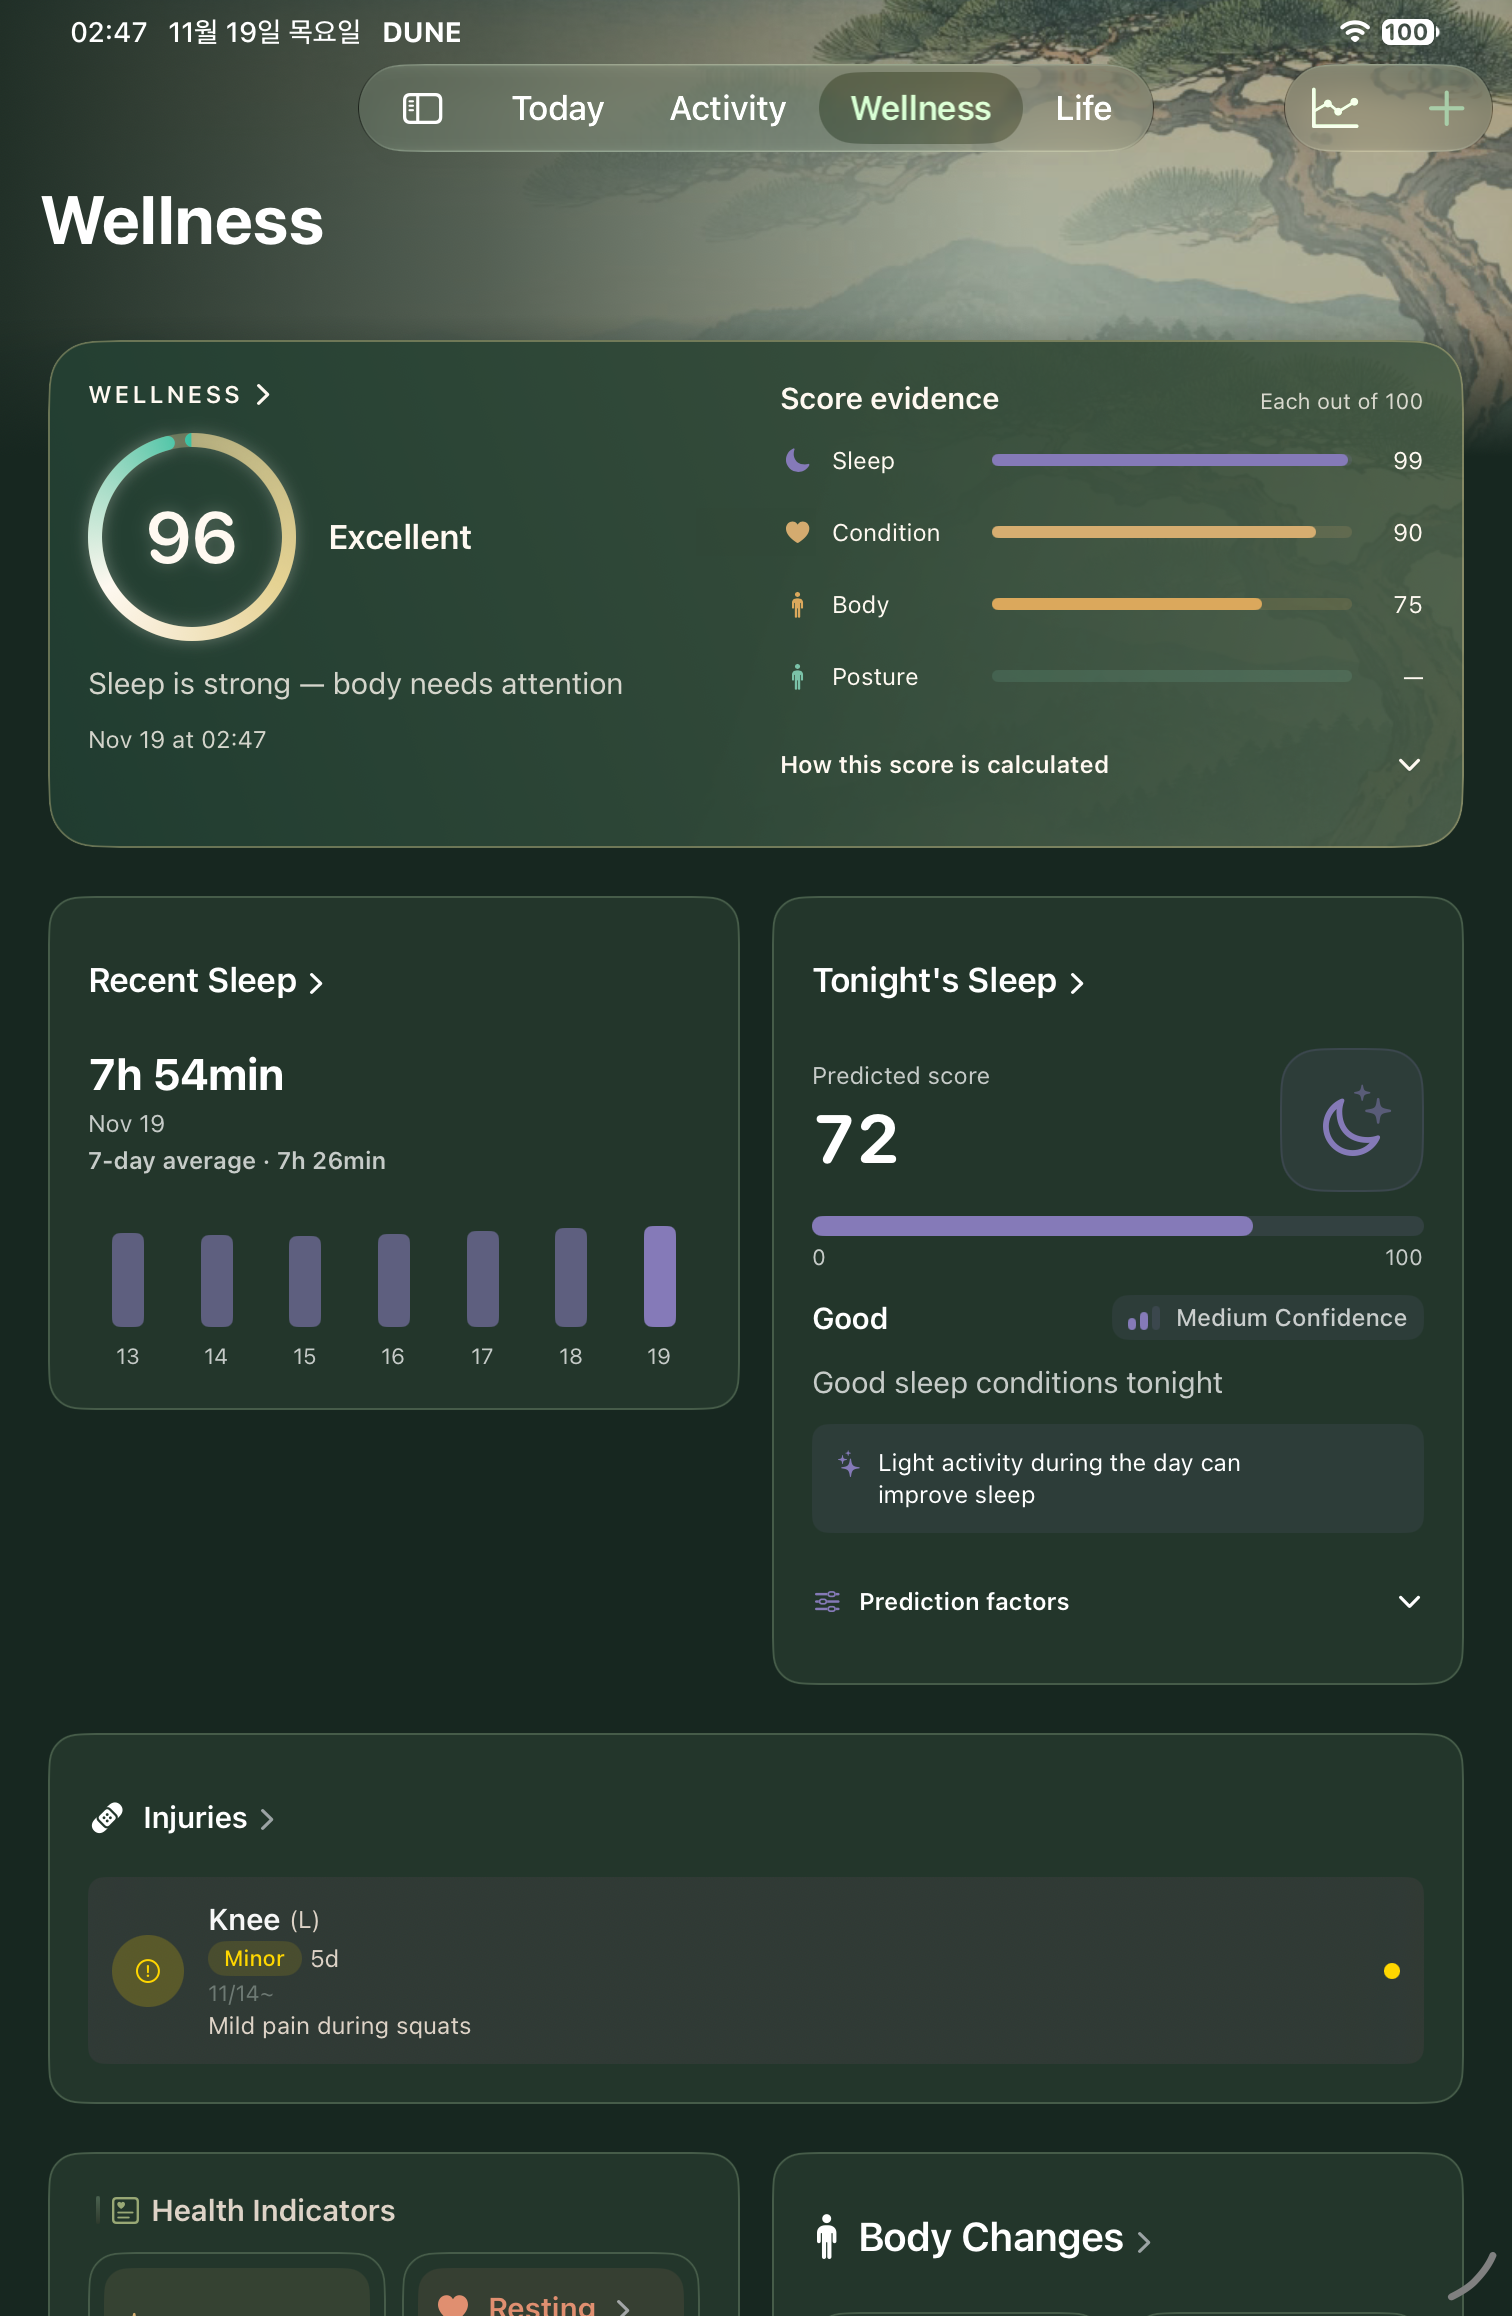 02:47 11월 19일 목요일 DUNE
100
Today Activity Wellness Life
Wellness
WELLNESS
96
Excellent
Sleep is strong — body needs attention
Nov 19 at 02:47
Score evidence
Each out of 100
Sleep 99
Condition 90
Body 75
Posture —
How this score is calculated
Recent Sleep
7h 54min
Nov 19
7-day average · 7h 26min
13 14 15 16 17 18 19
Tonight's Sleep
Predicted score
72
0 100
Good
Medium Confidence
Good sleep conditions tonight
Light activity during the day can
improve sleep
Prediction factors
Injuries
Knee (L)
Minor 5d
11/14~
Mild pain during squats
Health Indicators
Resting
Body Changes